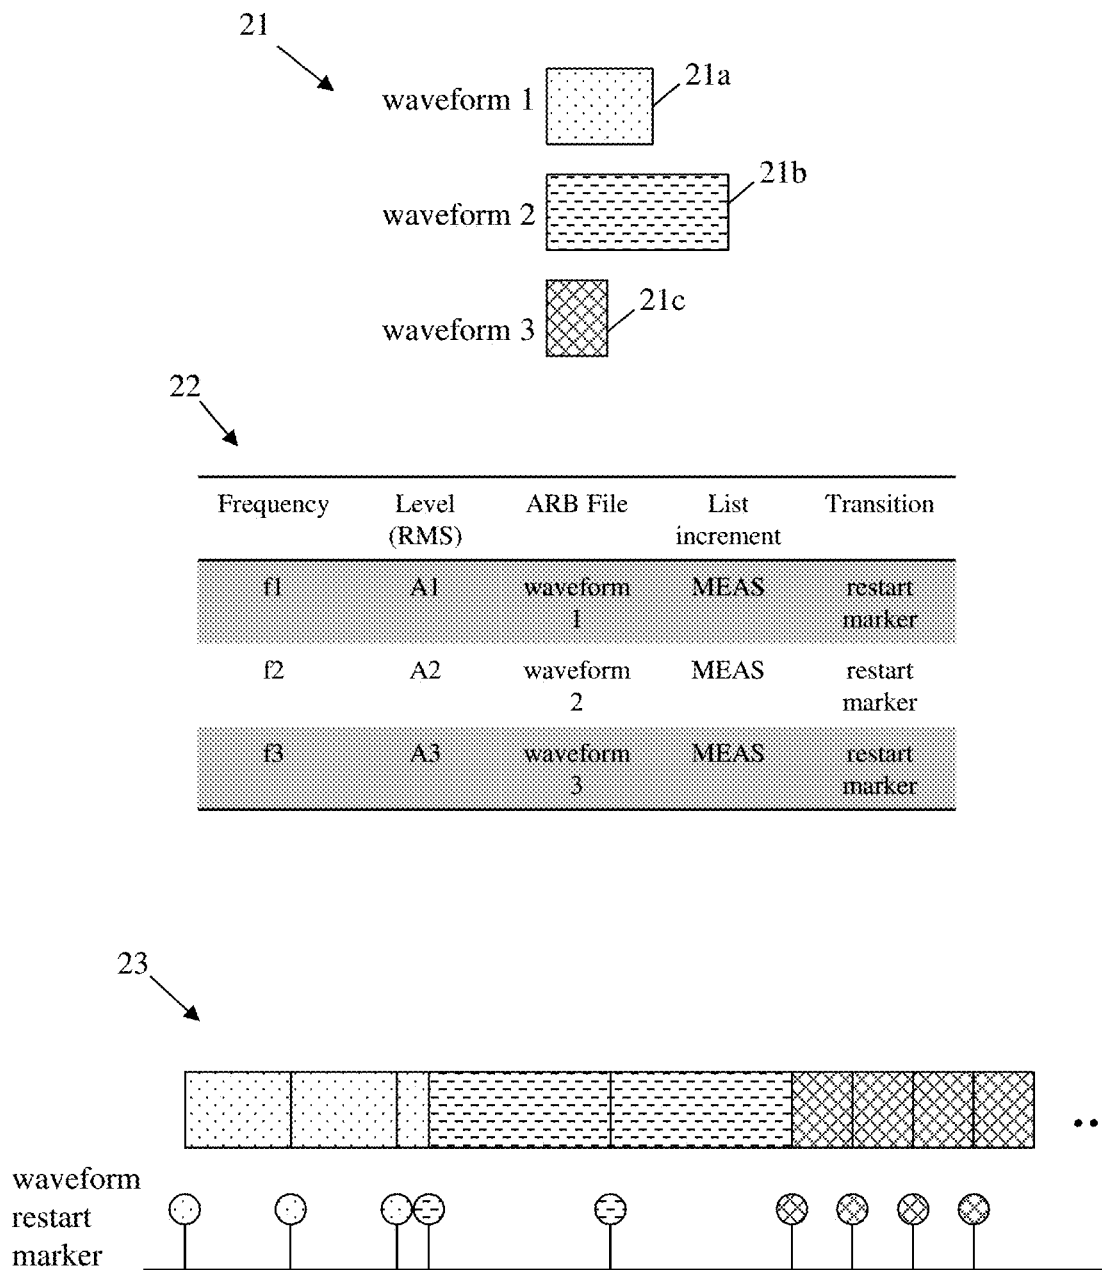 21
waveform 1
21a
waveform 2
21b
waveform 3
21c
22
Frequency Level (RMS) ARB File List increment Transition
f1 A1 waveform 1 MEAS restart marker
f2 A2 waveform 2 MEAS restart marker
f3 A3 waveform 3 MEAS restart marker
23
waveform
restart
marker